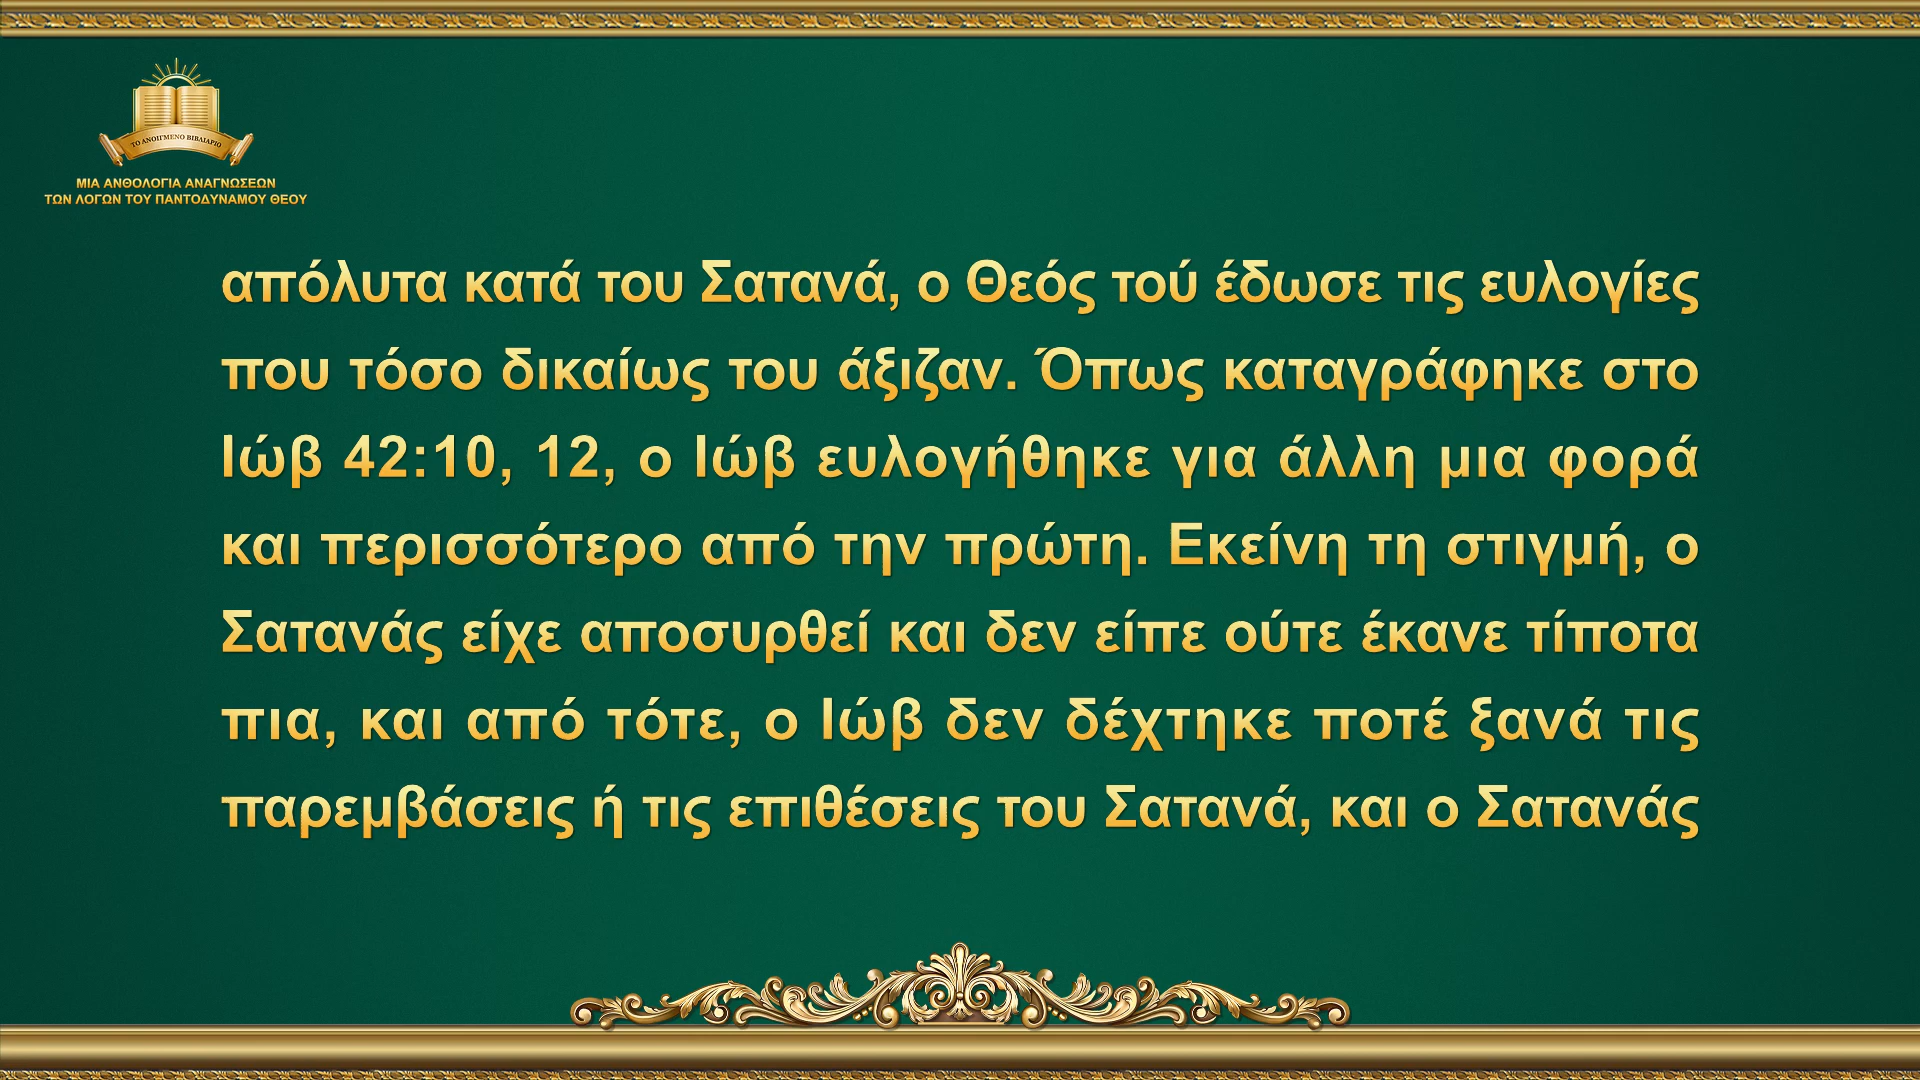 ΤΟ ΑΝΟΙΓΜΕΝΟ ΒΙΒΛΙΑΡΙΟ
ΜΙΑ ΑΝΘΟΛΟΓΙΑ ΑΝΑΓΝΩΣΕΩΝ
ΤΩΝ ΛΟΓΩΝ ΤΟΥ ΠΑΝΤΟΔΥΝΑΜΟΥ ΘΕΟΥ
απόλυτα κατά του Σατανά, ο Θεός τού έδωσε τις ευλογίες
που τόσο δικαίως του άξιζαν. Όπως καταγράφηκε στο
Ιώβ 42:10, 12, ο Ιώβ ευλογήθηκε για άλλη μια φορά
και περισσότερο από την πρώτη. Εκείνη τη στιγμή, ο
Σατανάς είχε αποσυρθεί και δεν είπε ούτε έκανε τίποτα
πια, και από τότε, ο Ιώβ δεν δέχτηκε ποτέ ξανά τις
παρεμβάσεις ή τις επιθέσεις του Σατανά, και ο Σατανάς